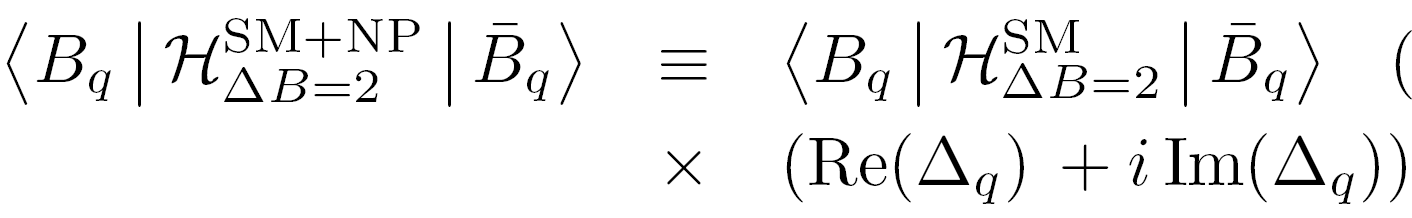 ⟨B_q | ℋ^{SM+NP}_{ΔB=2} | B̄_q⟩ ≡ ⟨B_q | ℋ^{SM}_{ΔB=2} | B̄_q⟩ (
× (Re(Δ_q) + i Im(Δ_q))